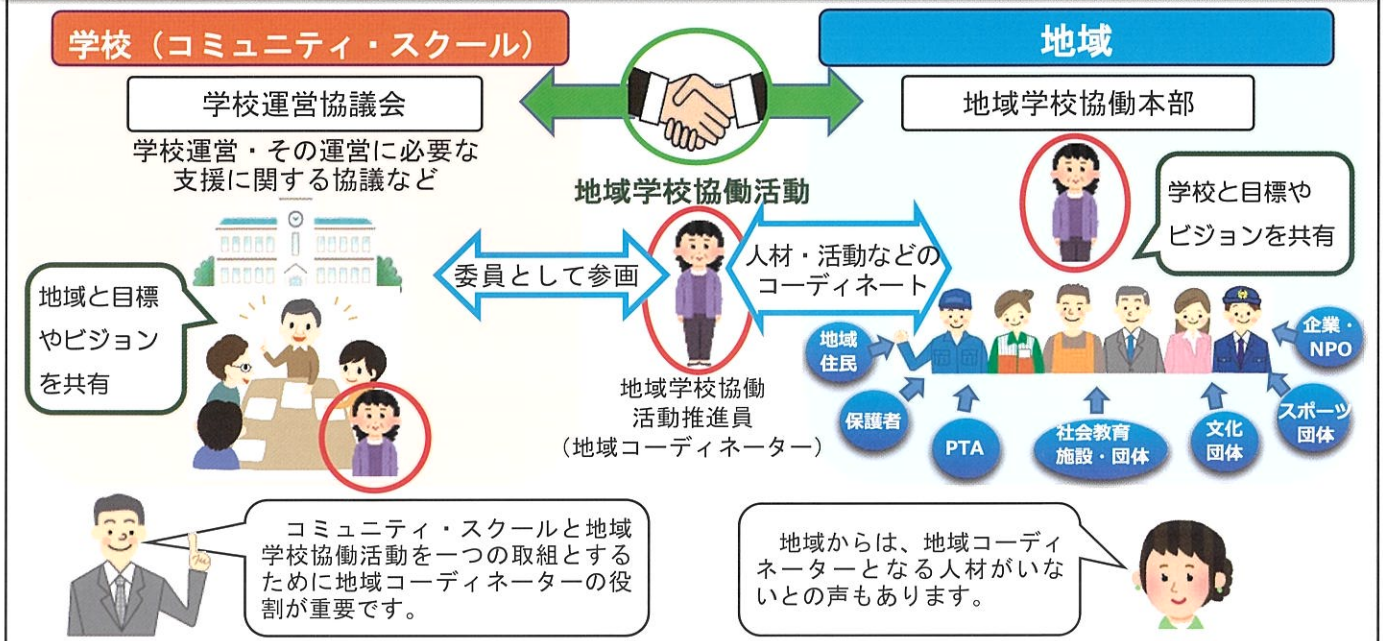 学校（コミュニティ・スクール）
地域
学校運営協議会
学校運営・その運営に必要な
支援に関する協議など
地域学校協働本部
地域学校協働活動
学校と目標や
ビジョンを共有
委員として参画
人材・活動などの
コーディネート
地域と目標
やビジョン
を共有
地域学校協働
活動推進員
（地域コーディネーター）
地域
住民
保護者
PTA
社会教育
施設・団体
文化
団体
スポーツ
団体
企業・
NPO
コミュニティ・スクールと地域
学校協働活動を一つの取組とする
ために地域コーディネーターの役
割が重要です。
地域からは、地域コーディ
ネーターとなる人材がいな
いとの声もあります。